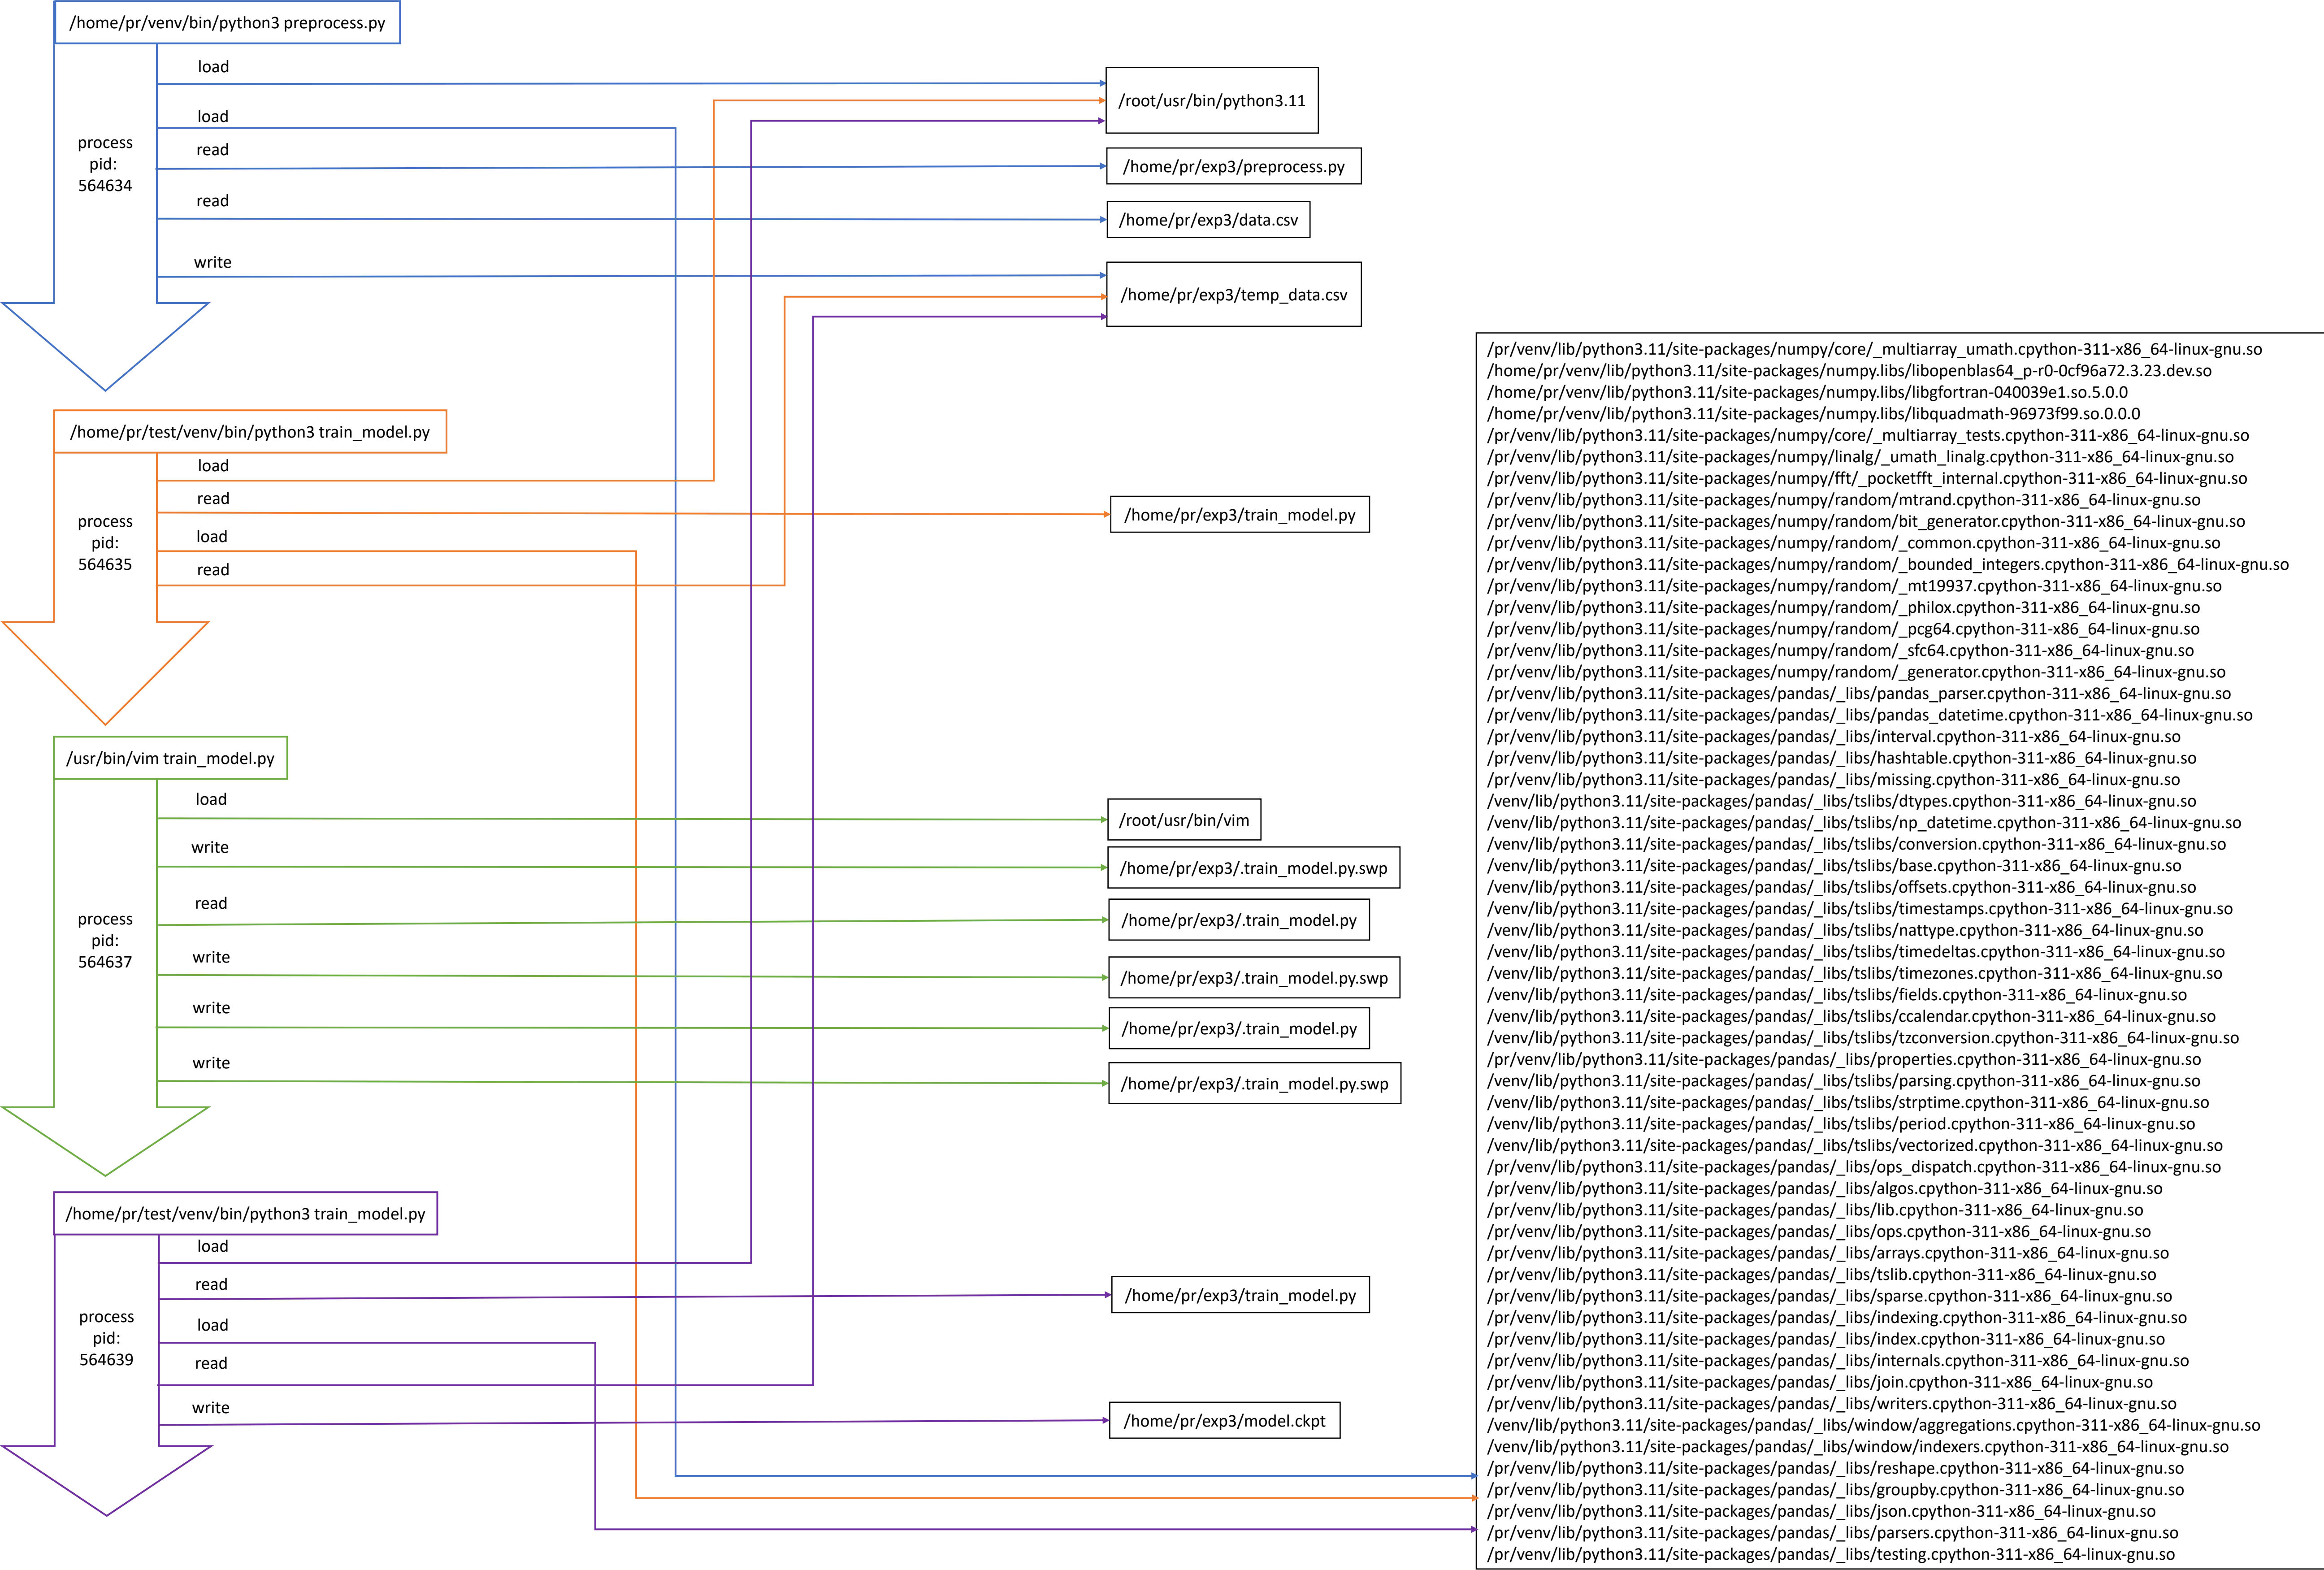 /home/pr/venv/bin/python3 preprocess.py
load
load
read
read
write
process
pid:
564634
/root/usr/bin/python3.11
/home/pr/exp3/preprocess.py
/home/pr/exp3/data.csv
/home/pr/exp3/temp_data.csv
/home/pr/test/venv/bin/python3 train_model.py
load
read
load
read
process
pid:
564635
/home/pr/exp3/train_model.py
/usr/bin/vim train_model.py
load
write
read
write
write
write
process
pid:
564637
/root/usr/bin/vim
/home/pr/exp3/.train_model.py.swp
/home/pr/exp3/.train_model.py
/home/pr/exp3/.train_model.py.swp
/home/pr/exp3/.train_model.py
/home/pr/exp3/.train_model.py.swp
/home/pr/test/venv/bin/python3 train_model.py
load
read
load
read
write
process
pid:
564639
/home/pr/exp3/train_model.py
/home/pr/exp3/model.ckpt
/pr/venv/lib/python3.11/site-packages/numpy/core/_multiarray_umath.cpython-311-x86_64-linux-gnu.so
/home/pr/venv/lib/python3.11/site-packages/numpy.libs/libopenblas64_p-r0-0cf96a72.3.23.dev.so
/home/pr/venv/lib/python3.11/site-packages/numpy.libs/libgfortran-040039e1.so.5.0.0
/home/pr/venv/lib/python3.11/site-packages/numpy.libs/libquadmath-96973f99.so.0.0.0
/pr/venv/lib/python3.11/site-packages/numpy/core/_multiarray_tests.cpython-311-x86_64-linux-gnu.so
/pr/venv/lib/python3.11/site-packages/numpy/linalg/_umath_linalg.cpython-311-x86_64-linux-gnu.so
/pr/venv/lib/python3.11/site-packages/numpy/fft/_pocketfft_internal.cpython-311-x86_64-linux-gnu.so
/pr/venv/lib/python3.11/site-packages/numpy/random/mtrand.cpython-311-x86_64-linux-gnu.so
/pr/venv/lib/python3.11/site-packages/numpy/random/bit_generator.cpython-311-x86_64-linux-gnu.so
/pr/venv/lib/python3.11/site-packages/numpy/random/_common.cpython-311-x86_64-linux-gnu.so
/pr/venv/lib/python3.11/site-packages/numpy/random/_bounded_integers.cpython-311-x86_64-linux-gnu.so
/pr/venv/lib/python3.11/site-packages/numpy/random/_mt19937.cpython-311-x86_64-linux-gnu.so
/pr/venv/lib/python3.11/site-packages/numpy/random/_philox.cpython-311-x86_64-linux-gnu.so
/pr/venv/lib/python3.11/site-packages/numpy/random/_pcg64.cpython-311-x86_64-linux-gnu.so
/pr/venv/lib/python3.11/site-packages/numpy/random/_sfc64.cpython-311-x86_64-linux-gnu.so
/pr/venv/lib/python3.11/site-packages/numpy/random/_generator.cpython-311-x86_64-linux-gnu.so
/pr/venv/lib/python3.11/site-packages/pandas/_libs/pandas_parser.cpython-311-x86_64-linux-gnu.so
/pr/venv/lib/python3.11/site-packages/pandas/_libs/pandas_datetime.cpython-311-x86_64-linux-gnu.so
/pr/venv/lib/python3.11/site-packages/pandas/_libs/interval.cpython-311-x86_64-linux-gnu.so
/pr/venv/lib/python3.11/site-packages/pandas/_libs/hashtable.cpython-311-x86_64-linux-gnu.so
/pr/venv/lib/python3.11/site-packages/pandas/_libs/missing.cpython-311-x86_64-linux-gnu.so
/venv/lib/python3.11/site-packages/pandas/_libs/tslibs/dtypes.cpython-311-x86_64-linux-gnu.so
/venv/lib/python3.11/site-packages/pandas/_libs/tslibs/np_datetime.cpython-311-x86_64-linux-gnu.so
/venv/lib/python3.11/site-packages/pandas/_libs/tslibs/conversion.cpython-311-x86_64-linux-gnu.so
/venv/lib/python3.11/site-packages/pandas/_libs/tslibs/base.cpython-311-x86_64-linux-gnu.so
/venv/lib/python3.11/site-packages/pandas/_libs/tslibs/offsets.cpython-311-x86_64-linux-gnu.so
/venv/lib/python3.11/site-packages/pandas/_libs/tslibs/timestamps.cpython-311-x86_64-linux-gnu.so
/venv/lib/python3.11/site-packages/pandas/_libs/tslibs/nattype.cpython-311-x86_64-linux-gnu.so
/venv/lib/python3.11/site-packages/pandas/_libs/tslibs/timedeltas.cpython-311-x86_64-linux-gnu.so
/venv/lib/python3.11/site-packages/pandas/_libs/tslibs/timezones.cpython-311-x86_64-linux-gnu.so
/venv/lib/python3.11/site-packages/pandas/_libs/tslibs/fields.cpython-311-x86_64-linux-gnu.so
/venv/lib/python3.11/site-packages/pandas/_libs/tslibs/ccalendar.cpython-311-x86_64-linux-gnu.so
/venv/lib/python3.11/site-packages/pandas/_libs/tslibs/tzconversion.cpython-311-x86_64-linux-gnu.so
/pr/venv/lib/python3.11/site-packages/pandas/_libs/properties.cpython-311-x86_64-linux-gnu.so
/venv/lib/python3.11/site-packages/pandas/_libs/tslibs/parsing.cpython-311-x86_64-linux-gnu.so
/venv/lib/python3.11/site-packages/pandas/_libs/tslibs/strptime.cpython-311-x86_64-linux-gnu.so
/venv/lib/python3.11/site-packages/pandas/_libs/tslibs/period.cpython-311-x86_64-linux-gnu.so
/venv/lib/python3.11/site-packages/pandas/_libs/tslibs/vectorized.cpython-311-x86_64-linux-gnu.so
/pr/venv/lib/python3.11/site-packages/pandas/_libs/ops_dispatch.cpython-311-x86_64-linux-gnu.so
/pr/venv/lib/python3.11/site-packages/pandas/_libs/algos.cpython-311-x86_64-linux-gnu.so
/pr/venv/lib/python3.11/site-packages/pandas/_libs/lib.cpython-311-x86_64-linux-gnu.so
/pr/venv/lib/python3.11/site-packages/pandas/_libs/ops.cpython-311-x86_64-linux-gnu.so
/pr/venv/lib/python3.11/site-packages/pandas/_libs/arrays.cpython-311-x86_64-linux-gnu.so
/pr/venv/lib/python3.11/site-packages/pandas/_libs/tslib.cpython-311-x86_64-linux-gnu.so
/pr/venv/lib/python3.11/site-packages/pandas/_libs/sparse.cpython-311-x86_64-linux-gnu.so
/pr/venv/lib/python3.11/site-packages/pandas/_libs/indexing.cpython-311-x86_64-linux-gnu.so
/pr/venv/lib/python3.11/site-packages/pandas/_libs/index.cpython-311-x86_64-linux-gnu.so
/pr/venv/lib/python3.11/site-packages/pandas/_libs/internals.cpython-311-x86_64-linux-gnu.so
/pr/venv/lib/python3.11/site-packages/pandas/_libs/join.cpython-311-x86_64-linux-gnu.so
/pr/venv/lib/python3.11/site-packages/pandas/_libs/writers.cpython-311-x86_64-linux-gnu.so
/venv/lib/python3.11/site-packages/pandas/_libs/window/aggregations.cpython-311-x86_64-linux-gnu.so
/venv/lib/python3.11/site-packages/pandas/_libs/window/indexers.cpython-311-x86_64-linux-gnu.so
/pr/venv/lib/python3.11/site-packages/pandas/_libs/reshape.cpython-311-x86_64-linux-gnu.so
/pr/venv/lib/python3.11/site-packages/pandas/_libs/groupby.cpython-311-x86_64-linux-gnu.so
/pr/venv/lib/python3.11/site-packages/pandas/_libs/json.cpython-311-x86_64-linux-gnu.so
/pr/venv/lib/python3.11/site-packages/pandas/_libs/parsers.cpython-311-x86_64-linux-gnu.so
/pr/venv/lib/python3.11/site-packages/pandas/_libs/testing.cpython-311-x86_64-linux-gnu.so